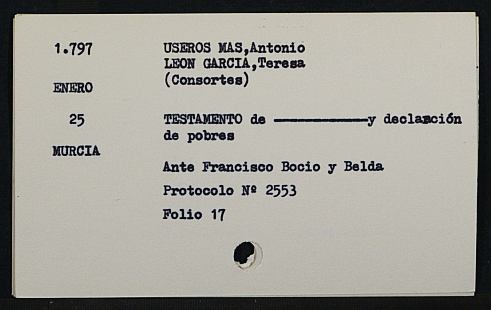 1.797 USEROS MAS,Antonio
LEON GARCIA,Teresa
(Consortes)
ENERO
25 TESTAMENTO de ——————————y declaración
de pobres
MURCIA
Ante Francisco Bocio y Belda
Protocolo Nº 2553
Folio 17